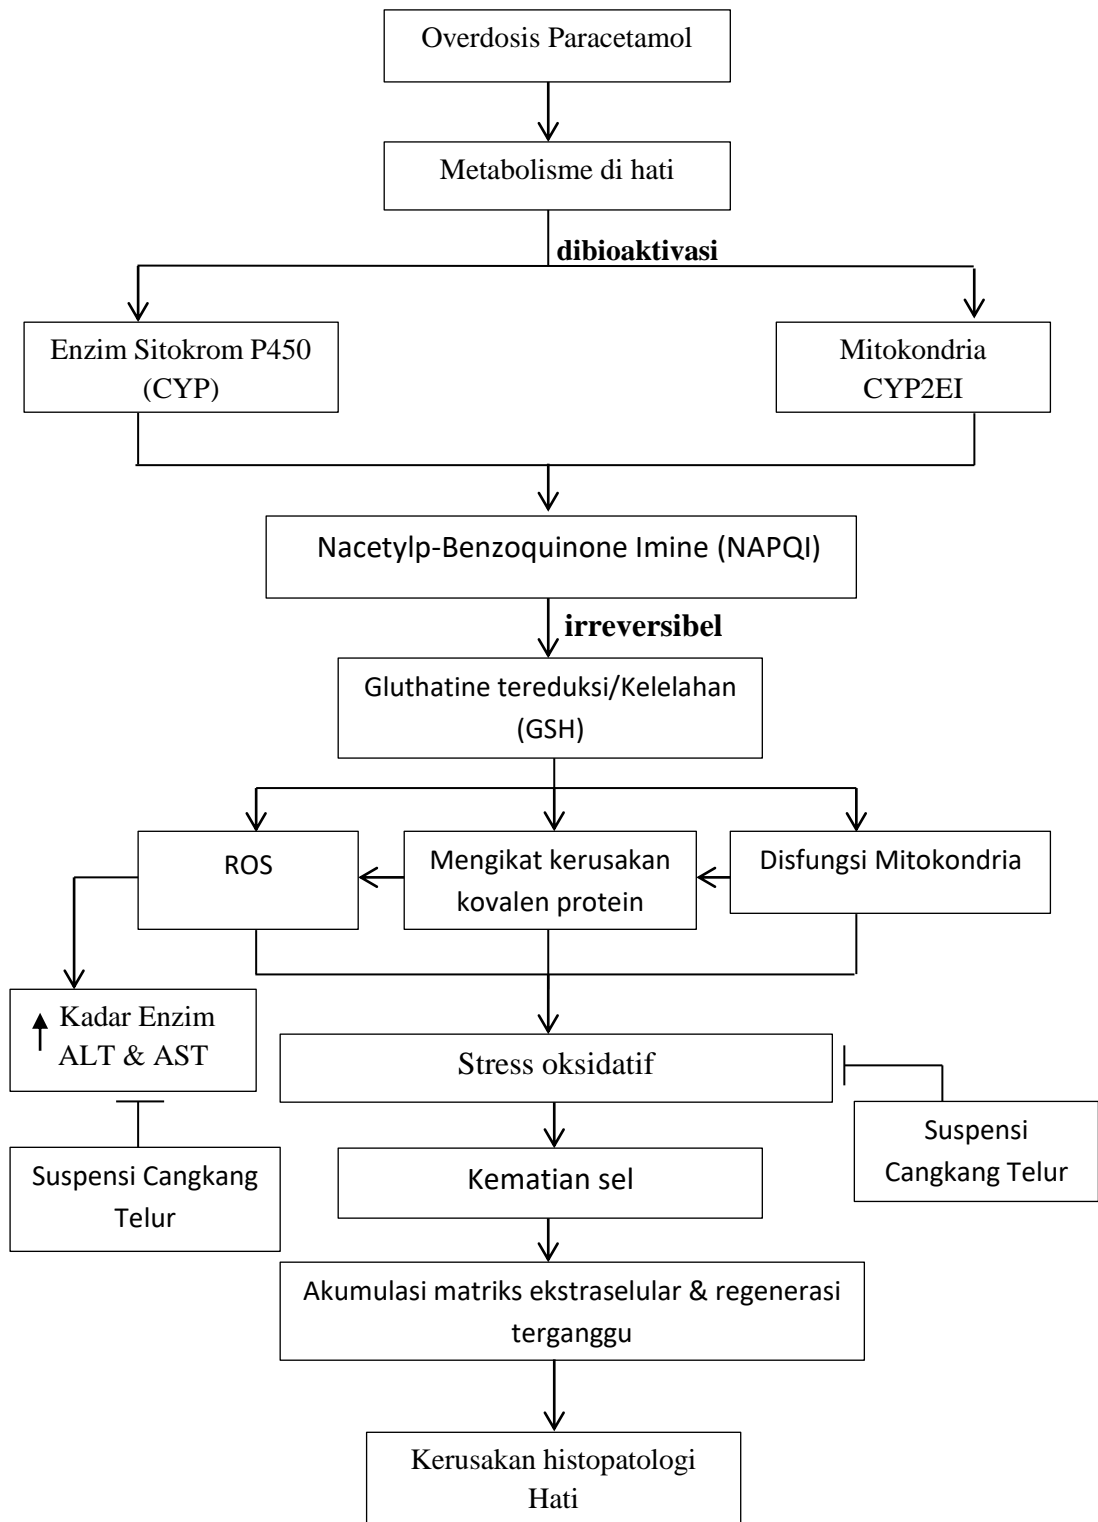 Overdosis Paracetamol
Metabolisme di hati
dibioaktivasi
Enzim Sitokrom P450
(CYP)
Mitokondria
CYP2EI
Nacetylp-Benzoquinone Imine (NAPQI)
irreversibel
Gluthatine tereduksi/Kelelahan
(GSH)
ROS
Mengikat kerusakan
kovalen protein
Disfungsi Mitokondria
Kadar Enzim
ALT & AST
Stress oksidatif
Suspensi
Cangkang Telur
Suspensi Cangkang
Telur
Kematian sel
Akumulasi matriks ekstraselular & regenerasi
terganggu
Kerusakan histopatologi
Hati